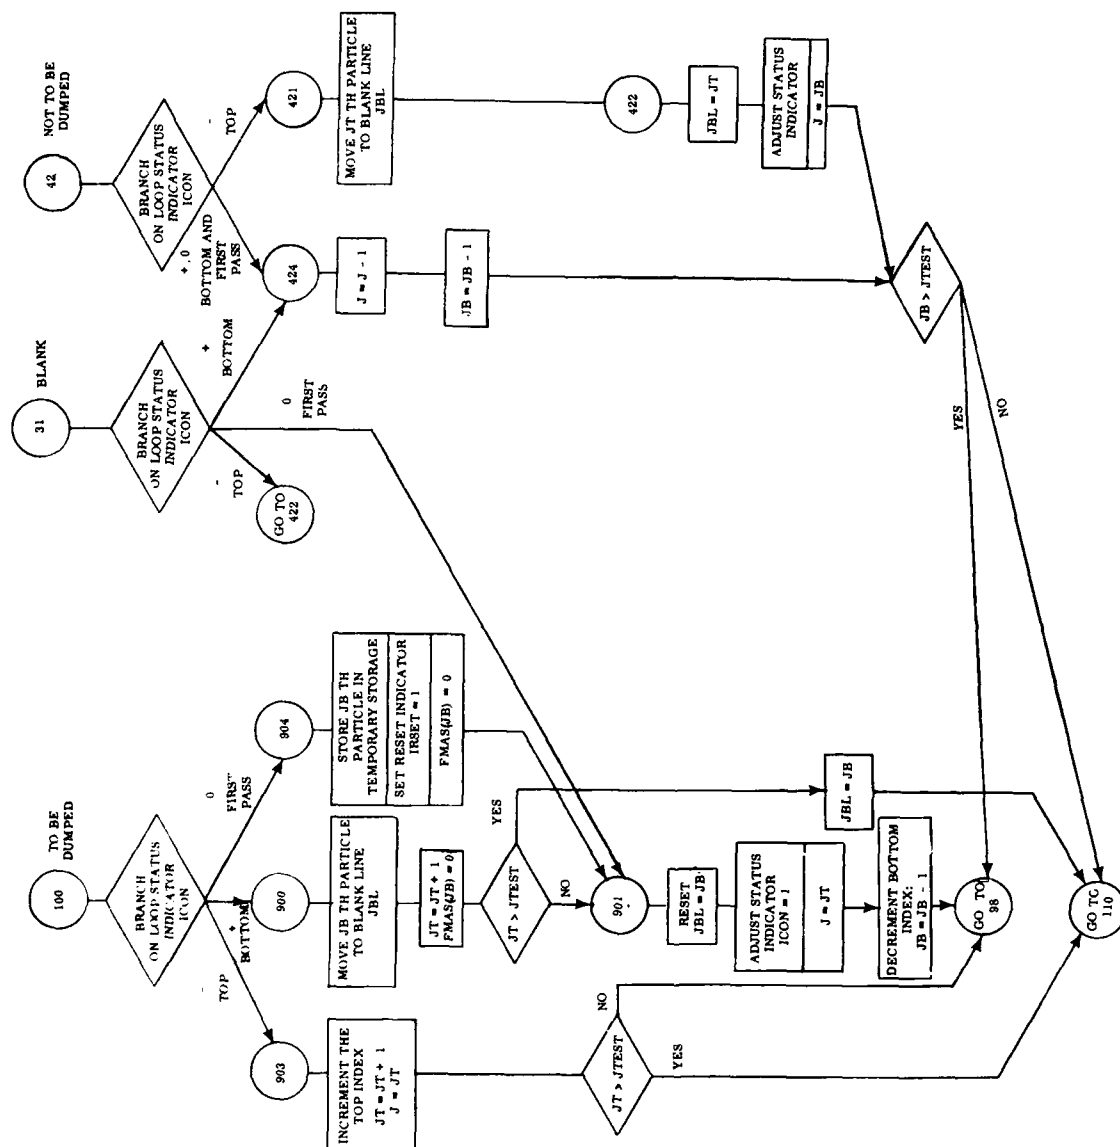 100
TO BE
DUMPED
BRANCH
ON LOOP STATUS
INDICATOR
ICON
-
TOP
+
BOTTOM
0
FIRST
PASS
903
900
904
INCREMENT THE
TOP INDEX
JT = JT + 1
J = JT
MOVE JB TH PARTICLE
TO BLANK LINE
JBL
STORE JB TH
PARTICLE IN
TEMPORARY STORAGE
SET RESET INDICATOR
IRSET = 1
FMAS(JB) = 0
JT = JT + 1
FMAS(JB) = 0
JT > JTEST
YES
NO
901
JT > JTEST
NO
YES
RESET
JBL = JB
ADJUST STATUS
INDICATOR
ICON = 1
J = JT
DECREMENT BOTTOM
INDEX:
JB = JB - 1
JBL = JB
GO TO
98
GO TO
110
31
BLANK
BRANCH
ON LOOP STATUS
INDICATOR
ICON
-
TOP
+
BOTTOM
0
FIRST
PASS
GO TO
422
42
NOT TO BE
DUMPED
BRANCH
ON LOOP STATUS
INDICATOR
ICON
+, 0
BOTTOM AND
FIRST
PASS
-
TOP
424
421
J = J - 1
JB = JB - 1
MOVE JT TH PARTICLE
TO BLANK LINE
JBL
422
JBL = JT
ADJUST STATUS
INDICATOR
J = JB
JB > JTEST
YES
NO